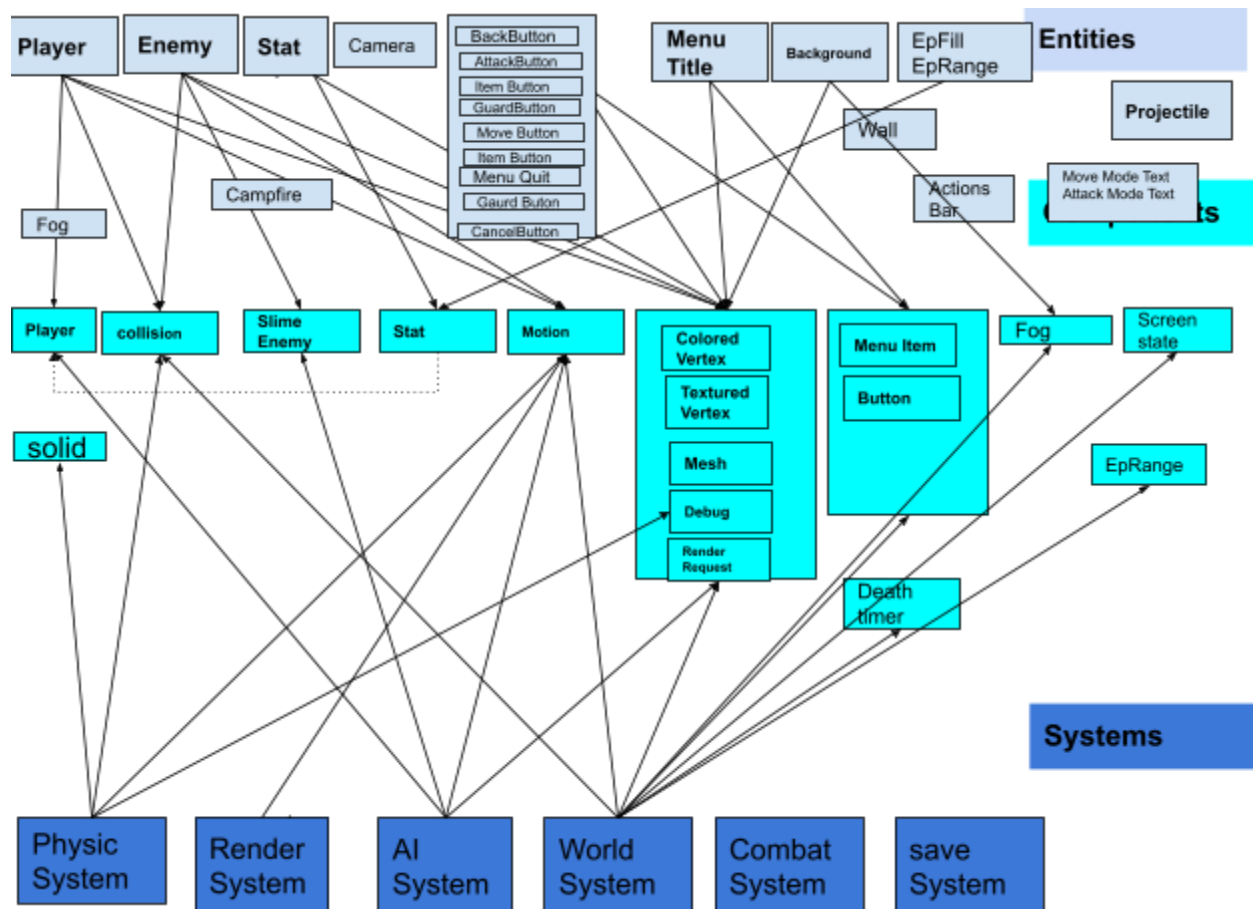 Player
Enemy
Stat
Camera
BackButton
AttackButton
Item Button
GuardButton
Move Button
Item Button
Menu Quit
Gaurd Buton
CancelButton
Menu
Title
Background
EpFill
EpRange
Entities
Projectile
Wall
Campfire
Fog
Actions
Bar
Move Mode Text
Attack Mode Text
Player
collision
Slime
Enemy
Stat
Motion
Colored
Vertex
Textured
Vertex
Mesh
Debug
Render
Request
Menu Item
Button
Fog
Screen
state
solid
EpRange
Death
timer
Systems
Physic
System
Render
System
AI
System
World
System
Combat
System
save
System